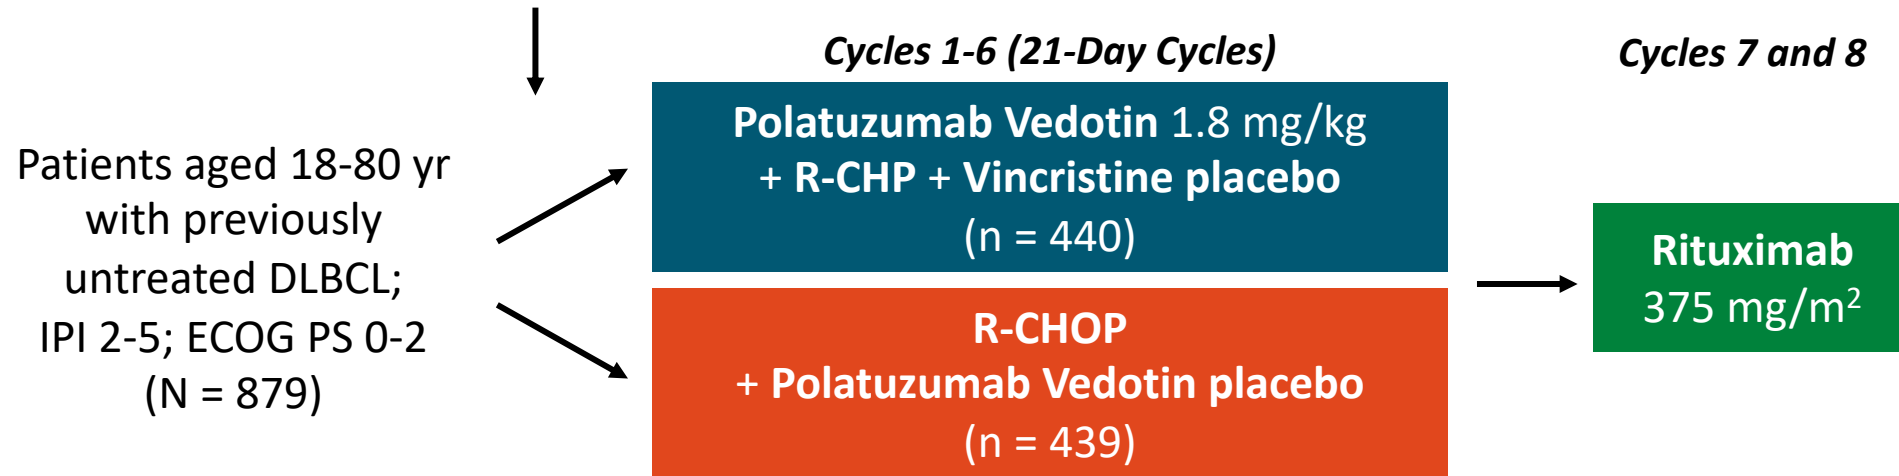 Cycles 1-6 (21-Day Cycles)
Cycles 7 and 8
Patients aged 18-80 yr
with previously
untreated DLBCL;
IPI 2-5; ECOG PS 0-2
(N = 879)
Polatuzumab Vedotin 1.8 mg/kg
+ R-CHP + Vincristine placebo
(n = 440)
R-CHOP
+ Polatuzumab Vedotin placebo
(n = 439)
Rituximab
375 mg/m²